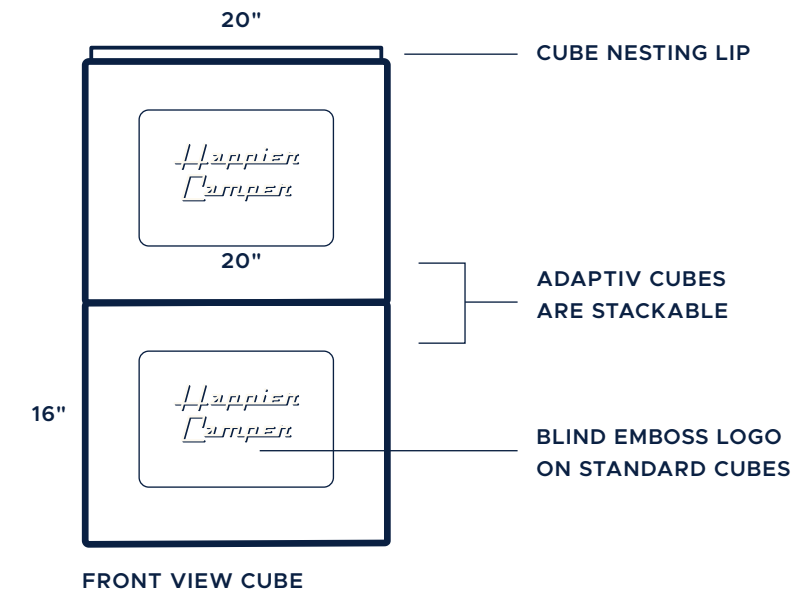 20"
CUBE NESTING LIP
Happier
Camper
20"
ADAPTIV CUBES
ARE STACKABLE
Happier
Camper
16"
BLIND EMBOSS LOGO
ON STANDARD CUBES
FRONT VIEW CUBE